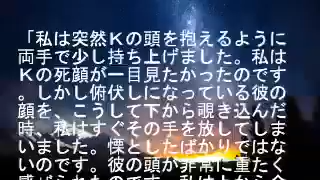 「私は突然Ｋの頭を抱えるように
両手で少し持ち上げました。私は
Ｋの死顔が一目見たかったのです
。しかし俯伏しになっている彼の
顔を、こうして下から覗き込んだ
時、私はすぐその手を放してしま
いました。慄としたばかりではな
いのです。彼の頭が非常に重たく